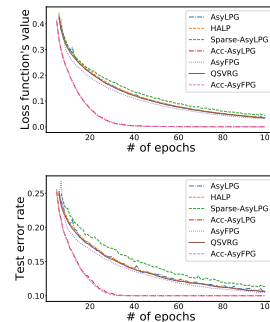 Loss function's value
0.4
0.3
0.2
0.1
0.0
20
40
60
80
10
# of epochs
AsyLPG
HALP
Sparse-AsyLPG
Acc-AsyLPG
AsyFPG
QSVRG
Acc-AsyFPG
Test error rate
0.25
0.20
0.15
0.10
20
40
60
80
10
# of epochs
AsyLPG
HALP
Sparse-AsyLPG
Acc-AsyLPG
AsyFPG
QSVRG
Acc-AsyFPG